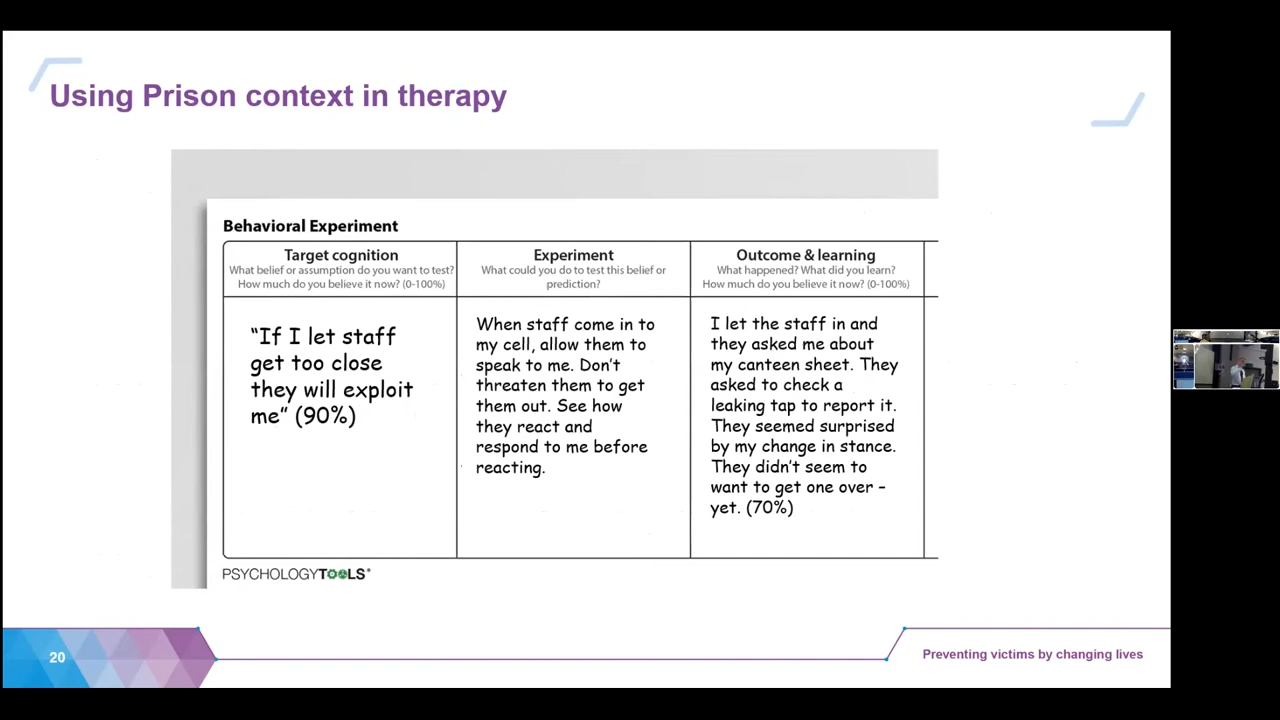 Using Prison context in therapy
Behavioral Experiment
Target cognition
What belief or assumption do you want to test?
How much do you believe it now? (0-100%)
Experiment
What could you do to test this belief or
prediction?
Outcome & learning
What happened? What did you learn?
How much do you believe it now? (0-100%)
“If I let staff
get too close
they will exploit
me” (90%)
When staff come in to
my cell, allow them to
speak to me. Don’t
threaten them to get
them out. See how
they react and
respond to me before
reacting.
I let the staff in and
they asked me about
my canteen sheet. They
asked to check a
leaking tap to report it.
They seemed surprised
by my change in stance.
They didn’t seem to
want to get one over –
yet. (70%)
PSYCHOLOGYTOOLS®
20
Preventing victims by changing lives